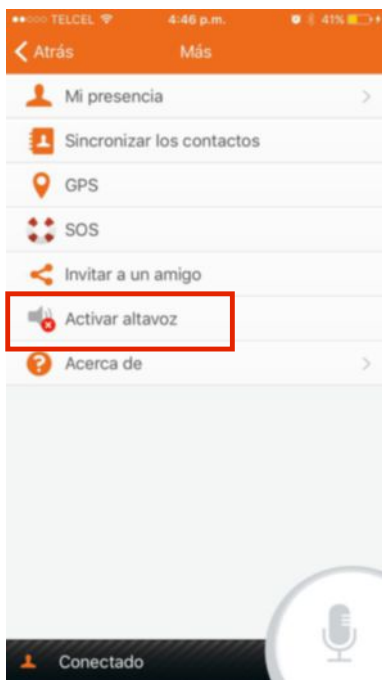 TELCEL 4:46 p.m. 41%
Atrás Más
Mi presencia
Sincronizar los contactos
GPS
SOS
Invitar a un amigo
Activar altavoz
? Acerca de
Conectado